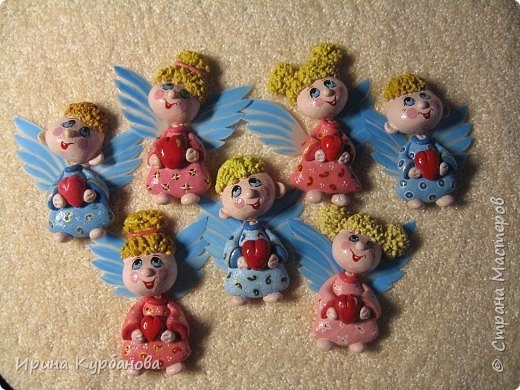 Ирина Курбанова
© Страна Мастеров